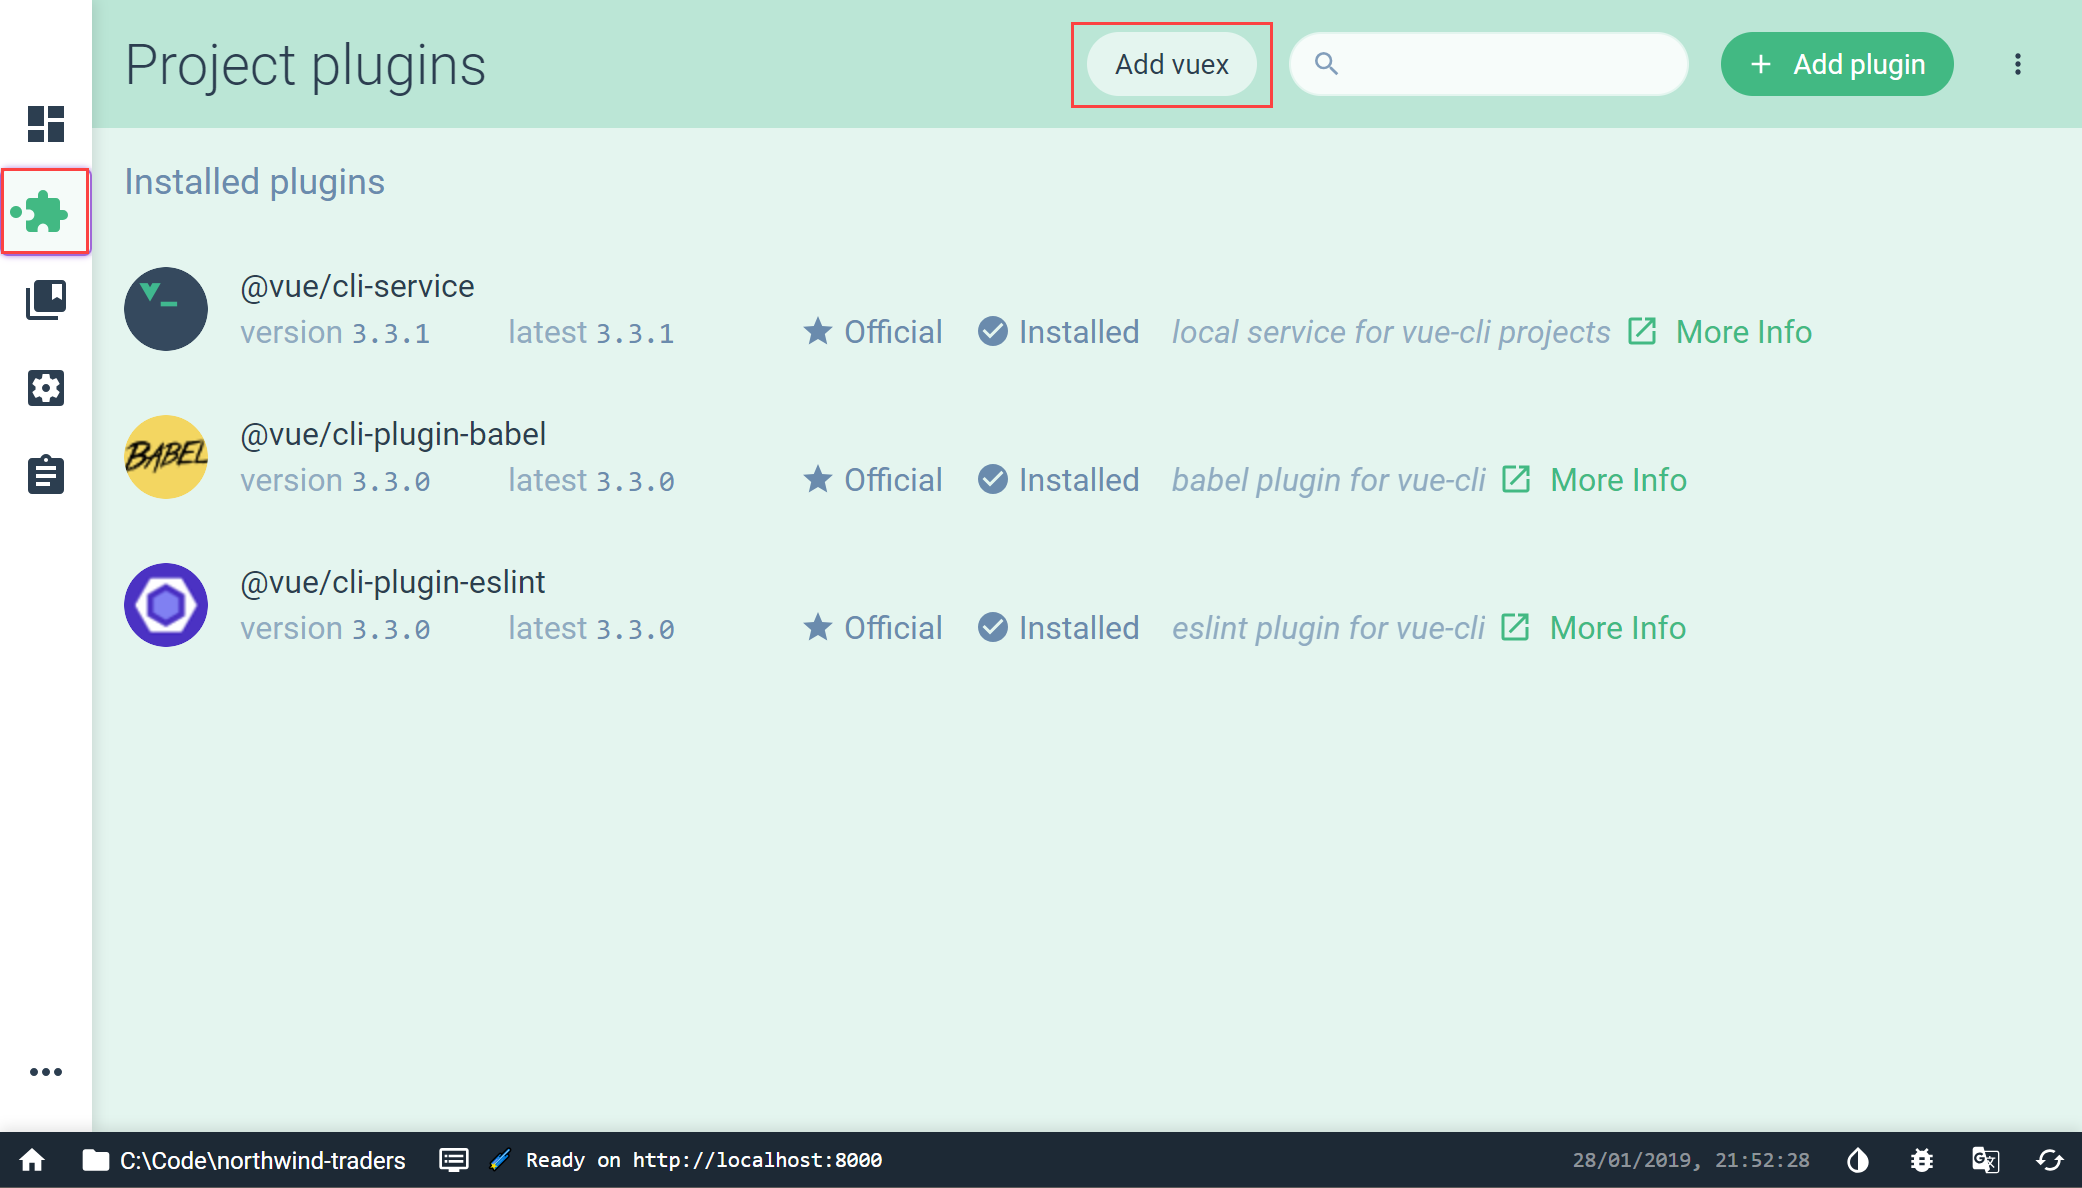 Project plugins
Add vuex
+ Add plugin
Installed plugins
@vue/cli-service
version 3.3.1 latest 3.3.1 Official Installed local service for vue-cli projects More Info
BABEL
@vue/cli-plugin-babel
version 3.3.0 latest 3.3.0 Official Installed babel plugin for vue-cli More Info
@vue/cli-plugin-eslint
version 3.3.0 latest 3.3.0 Official Installed eslint plugin for vue-cli More Info
C:\Code\northwind-traders Ready on http://localhost:8000 28/01/2019, 21:52:28